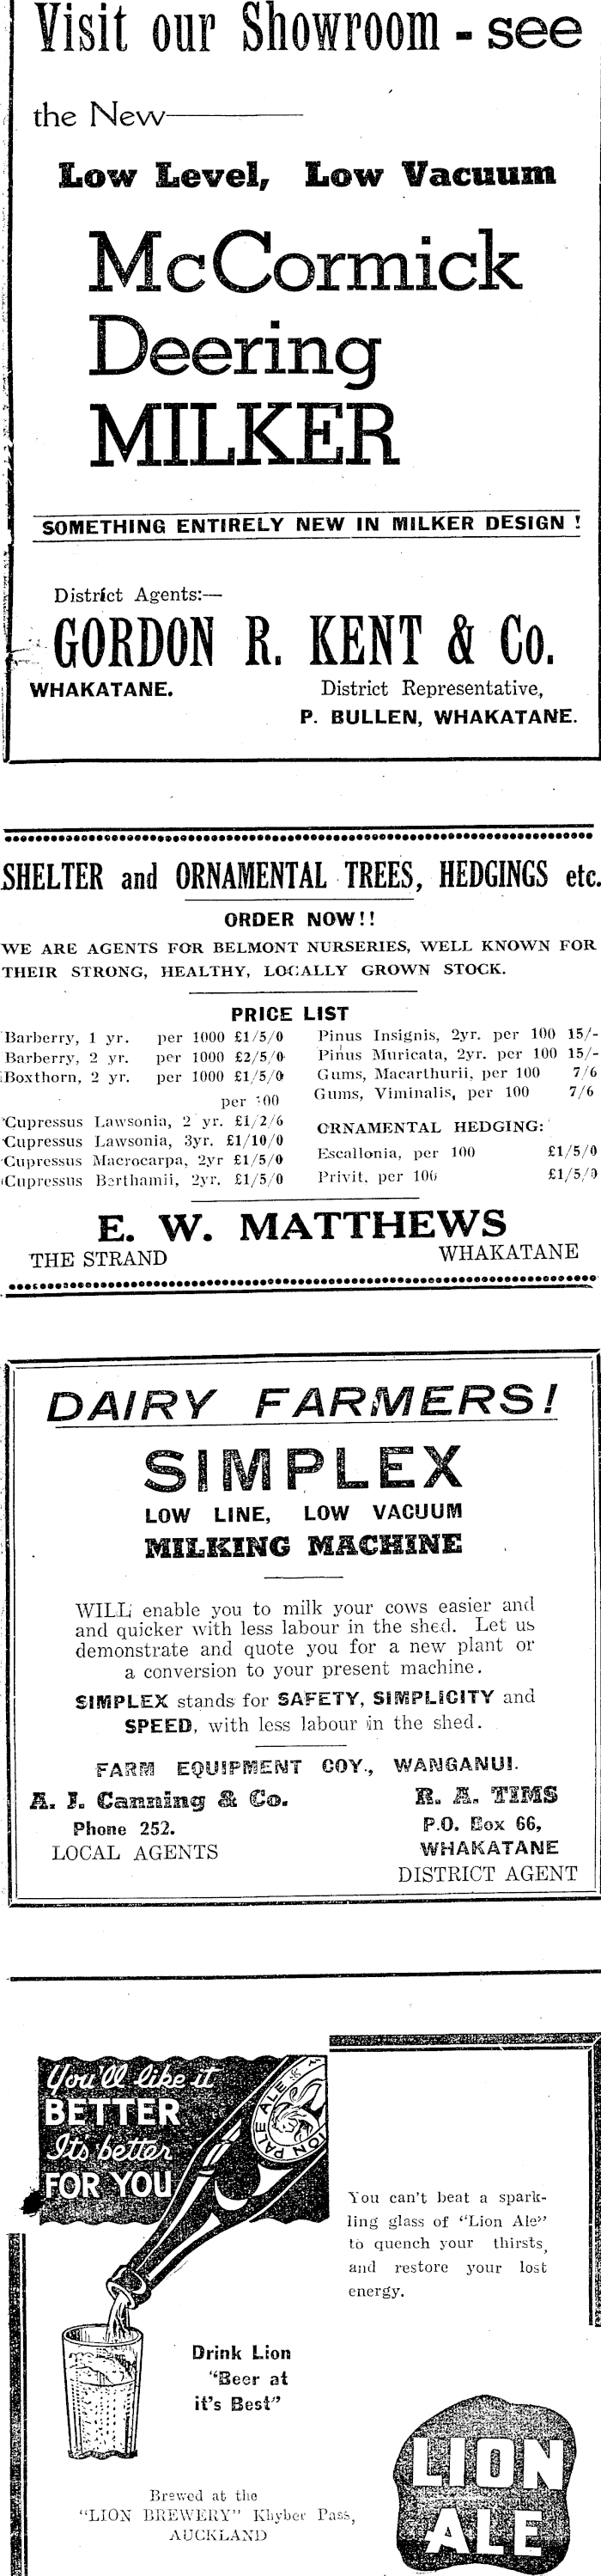 Visit our Showroom - see
the New
Low Level, Low Vacuum
McCormick
Deering
MILKER
SOMETHING ENTIRELY NEW IN MILKER DESIGN !
District Agents:—
GORDON R. KENT & Co.
WHAKATANE.
District Representative,
P. BULLEN, WHAKATANE.
SHELTER and ORNAMENTAL TREES, HEDGINGS etc.
ORDER NOW!!
WE ARE AGENTS FOR BELMONT NURSERIES, WELL KNOWN FOR
THEIR STRONG, HEALTHY, LOCALLY GROWN STOCK.
PRICE LIST
Barberry, 1 yr. per 1000 £1/5/0
Barberry, 2 yr. per 1000 £2/5/0
Boxthorn, 2 yr. per 1000 £1/5/0
per 100
Cupressus Lawsonia, 2 yr. £1/2/6
Cupressus Lawsonia, 3yr. £1/10/0
Cupressus Macrocarpa, 2yr £1/5/0
Cupressus Berthamii, 2yr. £1/5/0
Pinus Insignis, 2yr. per 100 15/-
Pinus Muricata, 2yr. per 100 15/-
Gums, Macarthurii, per 100 7/6
Gums, Viminalis, per 100 7/6
ORNAMENTAL HEDGING:
Escallonia, per 100 £1/5/0
Privit, per 100 £1/5/0
E. W. MATTHEWS
THE STRAND WHAKATANE
DAIRY FARMERS!
SIMPLEX
LOW LINE, LOW VACUUM
MILKING MACHINE
WILL enable you to milk your cows easier and
and quicker with less labour in the shed. Let us
demonstrate and quote you for a new plant or
a conversion to your present machine.
SIMPLEX stands for SAFETY, SIMPLICITY and
SPEED, with less labour in the shed.
FARM EQUIPMENT COY., WANGANUI.
A. J. Canning & Co.
Phone 252.
LOCAL AGENTS
R. A. TIMS
P.O. Box 66,
WHAKATANE
DISTRICT AGENT
You'll like it
BETTER
Its better
FOR YOU
PALE ALE
You can't beat a spark-
ling glass of "Lion Ale"
to quench your thirsts,
and restore your lost
energy.
Drink Lion
"Beer at
it's Best"
Brewed at the
"LION BREWERY" Khyber Pass,
AUCKLAND
LION
ALE